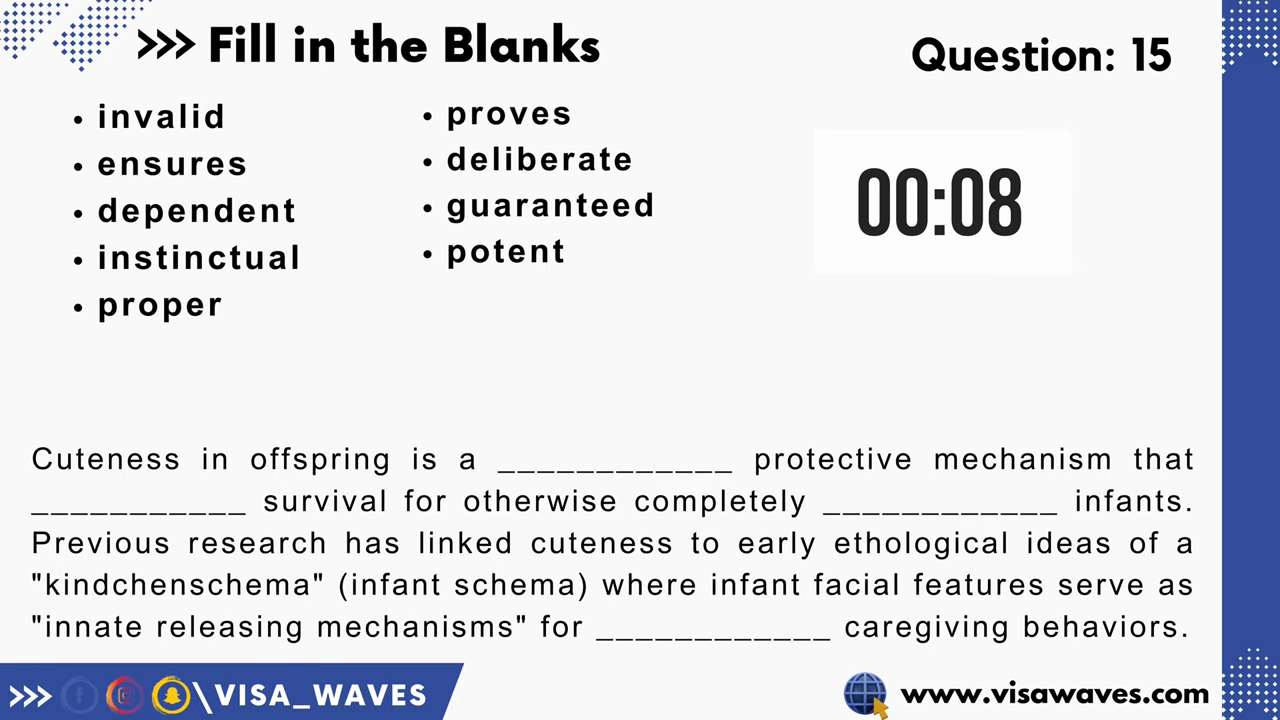 >>> Fill in the Blanks
Question: 15
• invalid
• ensures
• dependent
• instinctual
• proper
• proves
• deliberate
• guaranteed
• potent
00:08
Cuteness in offspring is a ____________ protective mechanism that
___________ survival for otherwise completely ____________ infants.
Previous research has linked cuteness to early ethological ideas of a
"kindchenschema" (infant schema) where infant facial features serve as
"innate releasing mechanisms" for ____________ caregiving behaviors.
>>> \VISA_WAVES
www.visawaves.com